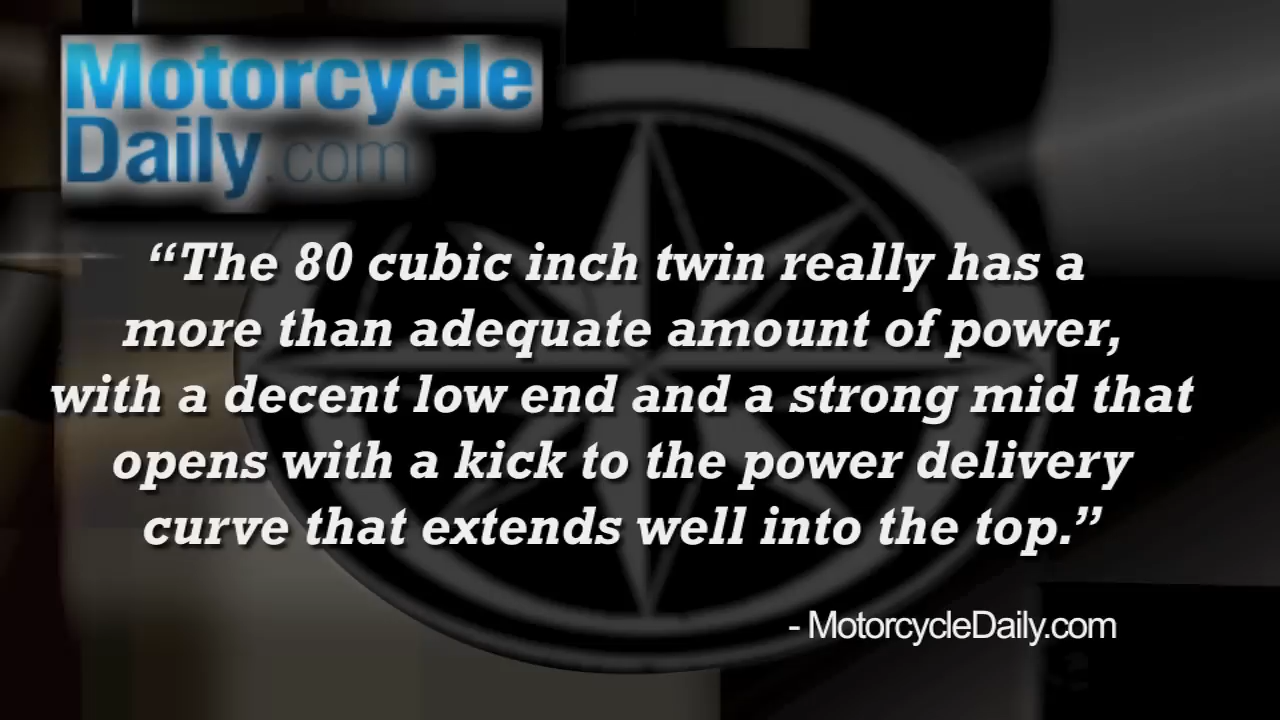 Motorcycle
Daily.com
“The 80 cubic inch twin really has a
more than adequate amount of power,
with a decent low end and a strong mid that
opens with a kick to the power delivery
curve that extends well into the top.”
- MotorcycleDaily.com